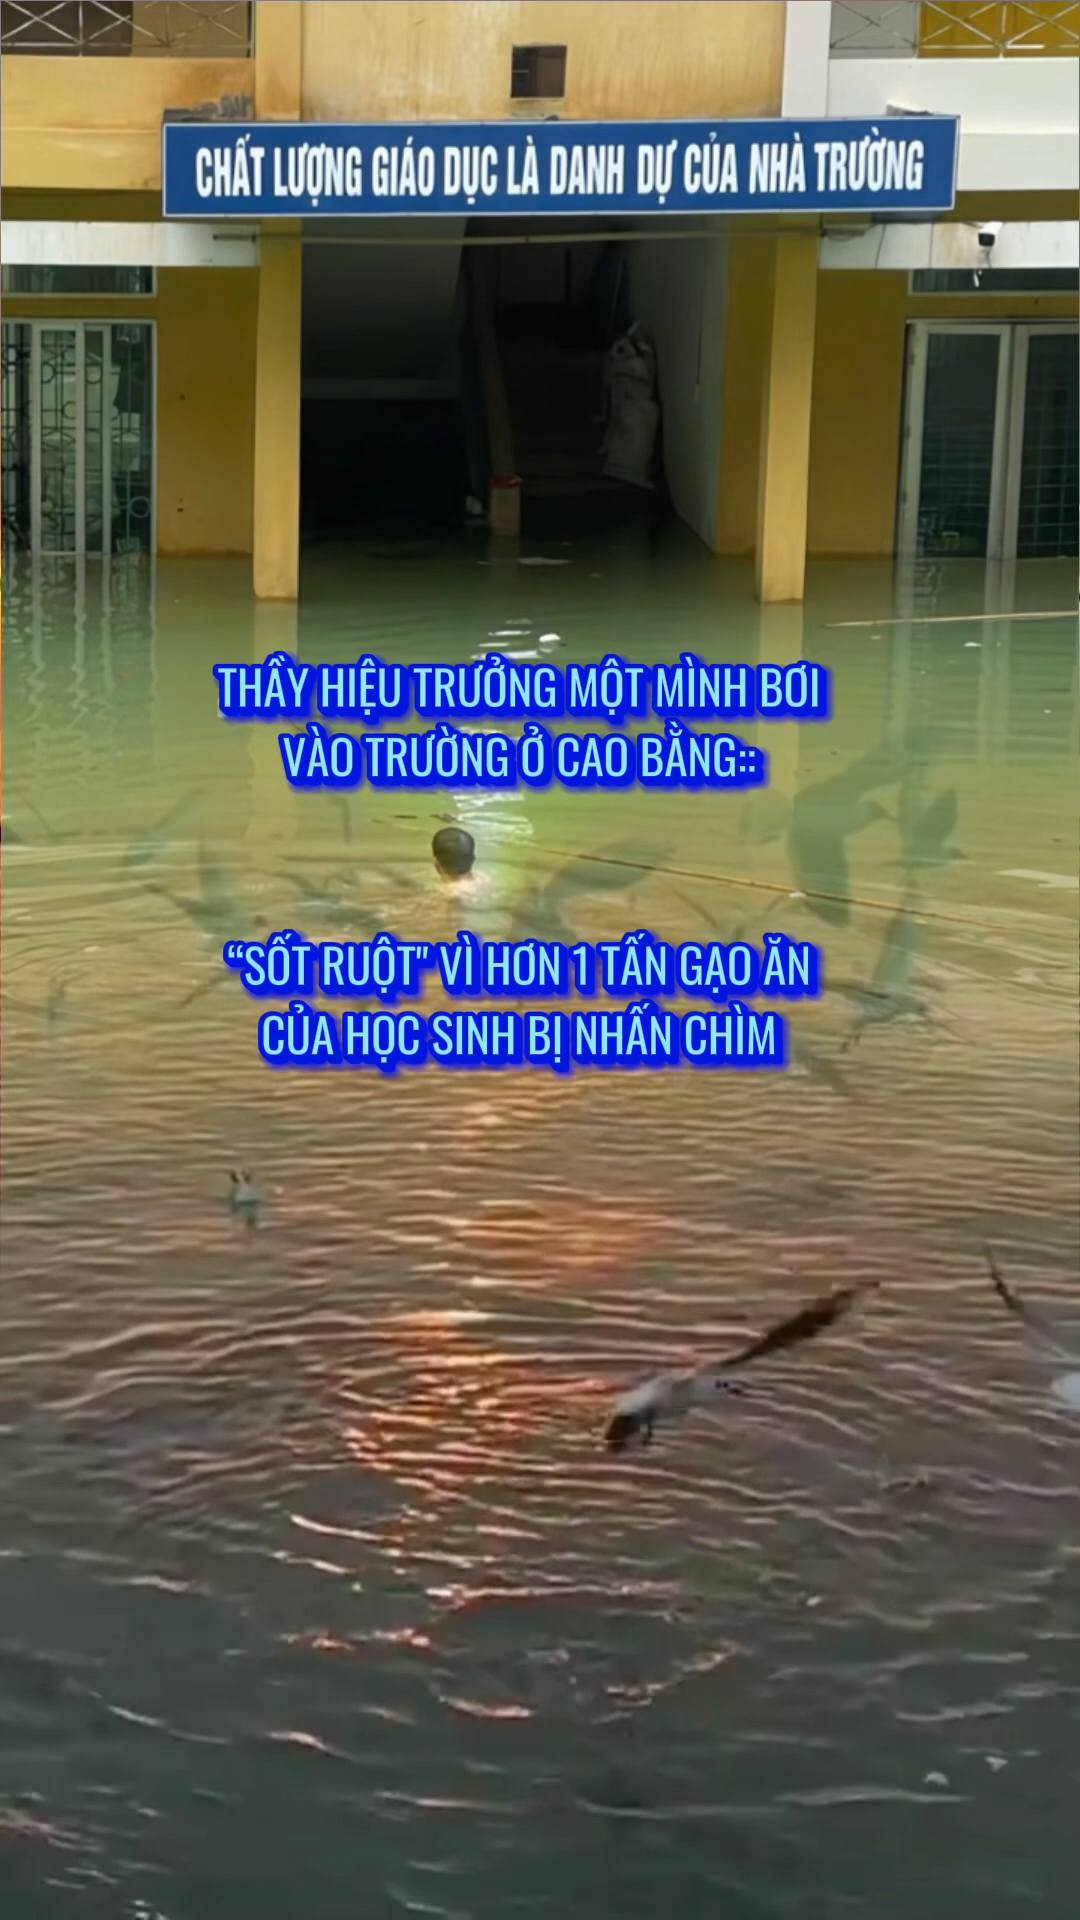 CHẤT LƯỢNG GIÁO DỤC LÀ DANH DỰ CỦA NHÀ TRƯỜNG
THẦY HIỆU TRƯỞNG MỘT MÌNH BƠI
VÀO TRƯỜNG Ở CAO BẰNG::
“SỐT RUỘT" VÌ HƠN 1 TẤN GẠO ĂN
CỦA HỌC SINH BỊ NHẤN CHÌM